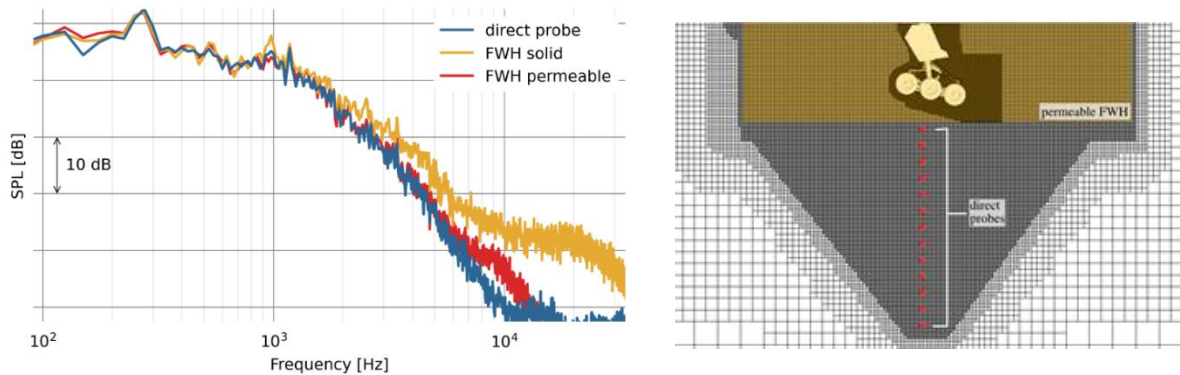 direct probe
FWH solid
FWH permeable
SPL [dB]
10 dB
10²
10³
10⁴
Frequency [Hz]
permeable FWH
direct
probes